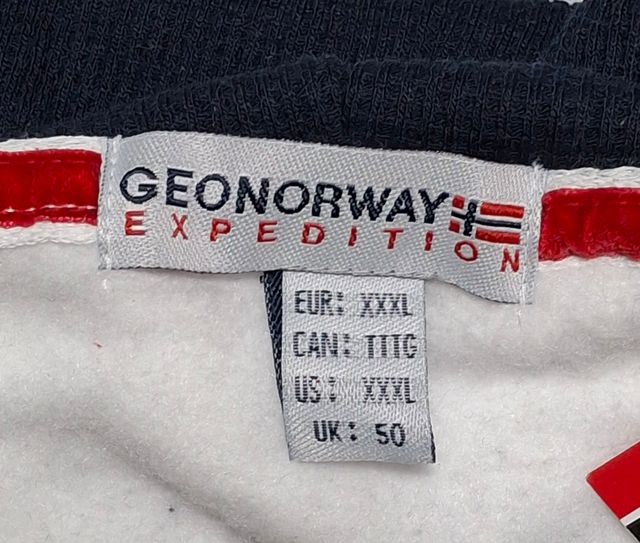 GEONORWAY
EXPEDITION
EUR: XXXL
CAN: TTTG
US: XXXL
UK: 50